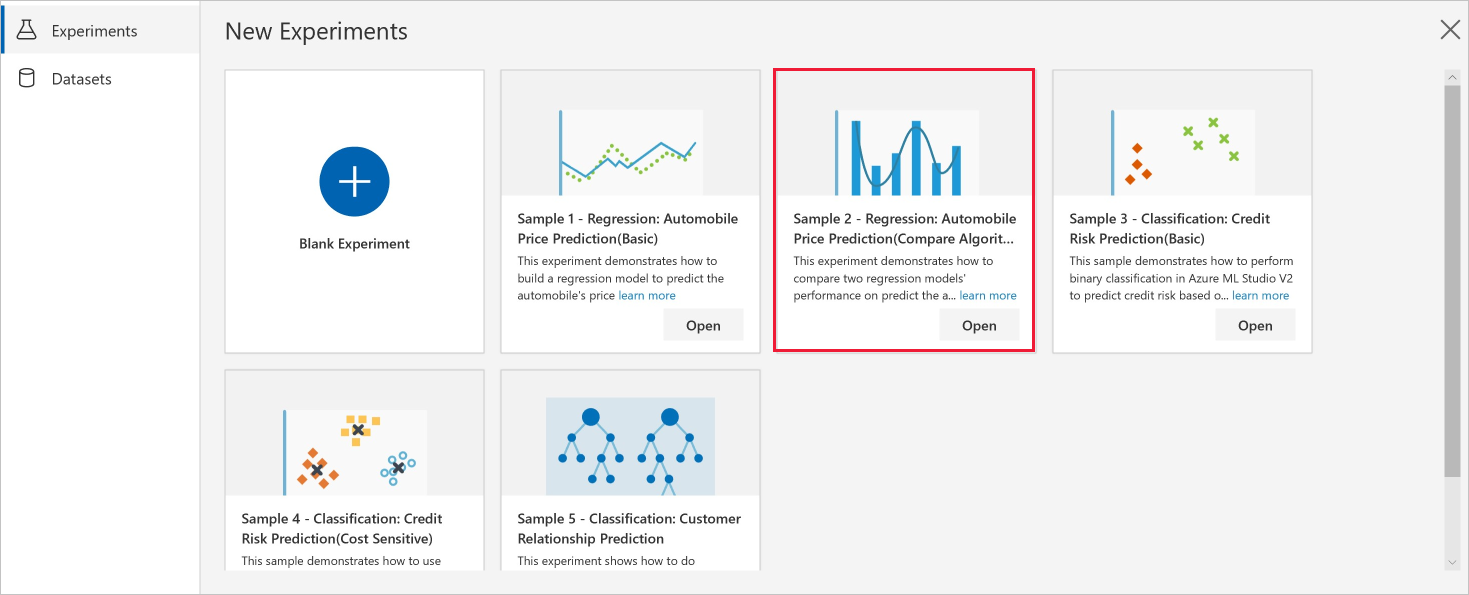 Experiments
Datasets
New Experiments
Blank Experiment
Sample 1 - Regression: Automobile
Price Prediction(Basic)
This experiment demonstrates how to
build a regression model to predict the
automobile's price learn more
Open
Sample 2 - Regression: Automobile
Price Prediction(Compare Algorit...
This experiment demonstrates how to
compare two regression models'
performance on predict the a... learn more
Open
Sample 3 - Classification: Credit
Risk Prediction(Basic)
This sample demonstrates how to perform
binary classification in Azure ML Studio V2
to predict credit risk based o... learn more
Open
Sample 4 - Classification: Credit
Risk Prediction(Cost Sensitive)
This sample demonstrates how to use
Sample 5 - Classification: Customer
Relationship Prediction
This experiment shows how to do